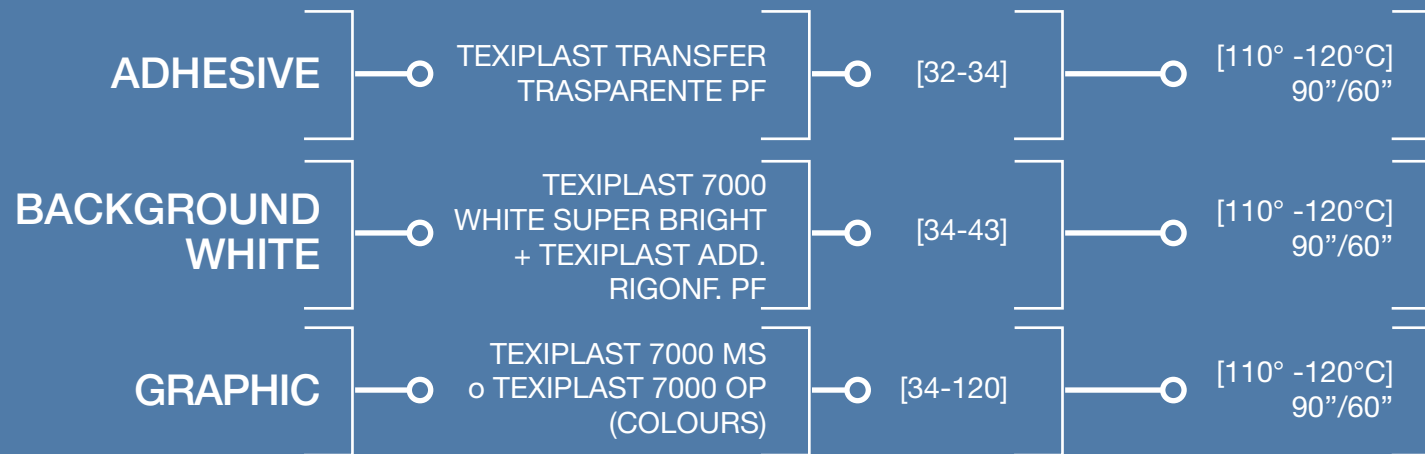 ADHESIVE
TEXIPLAST TRANSFER
TRASPARENTE PF
[32-34]
[110° -120°C]
90”/60”
BACKGROUND
WHITE
TEXIPLAST 7000
WHITE SUPER BRIGHT
+ TEXIPLAST ADD.
RIGONF. PF
[34-43]
[110° -120°C]
90”/60”
GRAPHIC
TEXIPLAST 7000 MS
o TEXIPLAST 7000 OP
(COLOURS)
[34-120]
[110° -120°C]
90”/60”